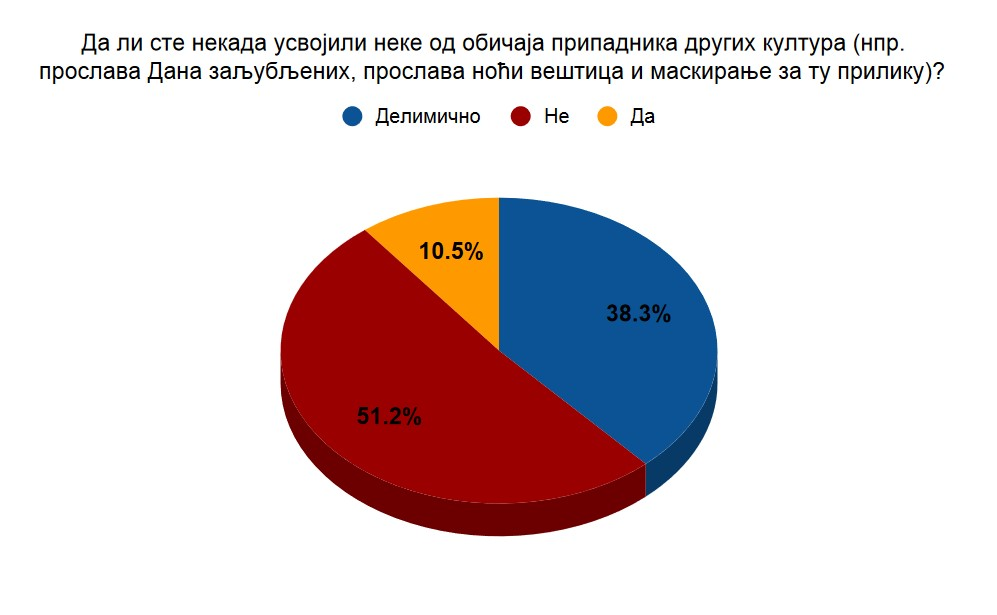 Да ли сте некада усвојили неке од обичаја припадника других култура (нпр.
прослава Дана заљубљених, прослава ноћи вештица и маскирање за ту прилику)?
Делимично Не Да
10.5%
38.3%
51.2%